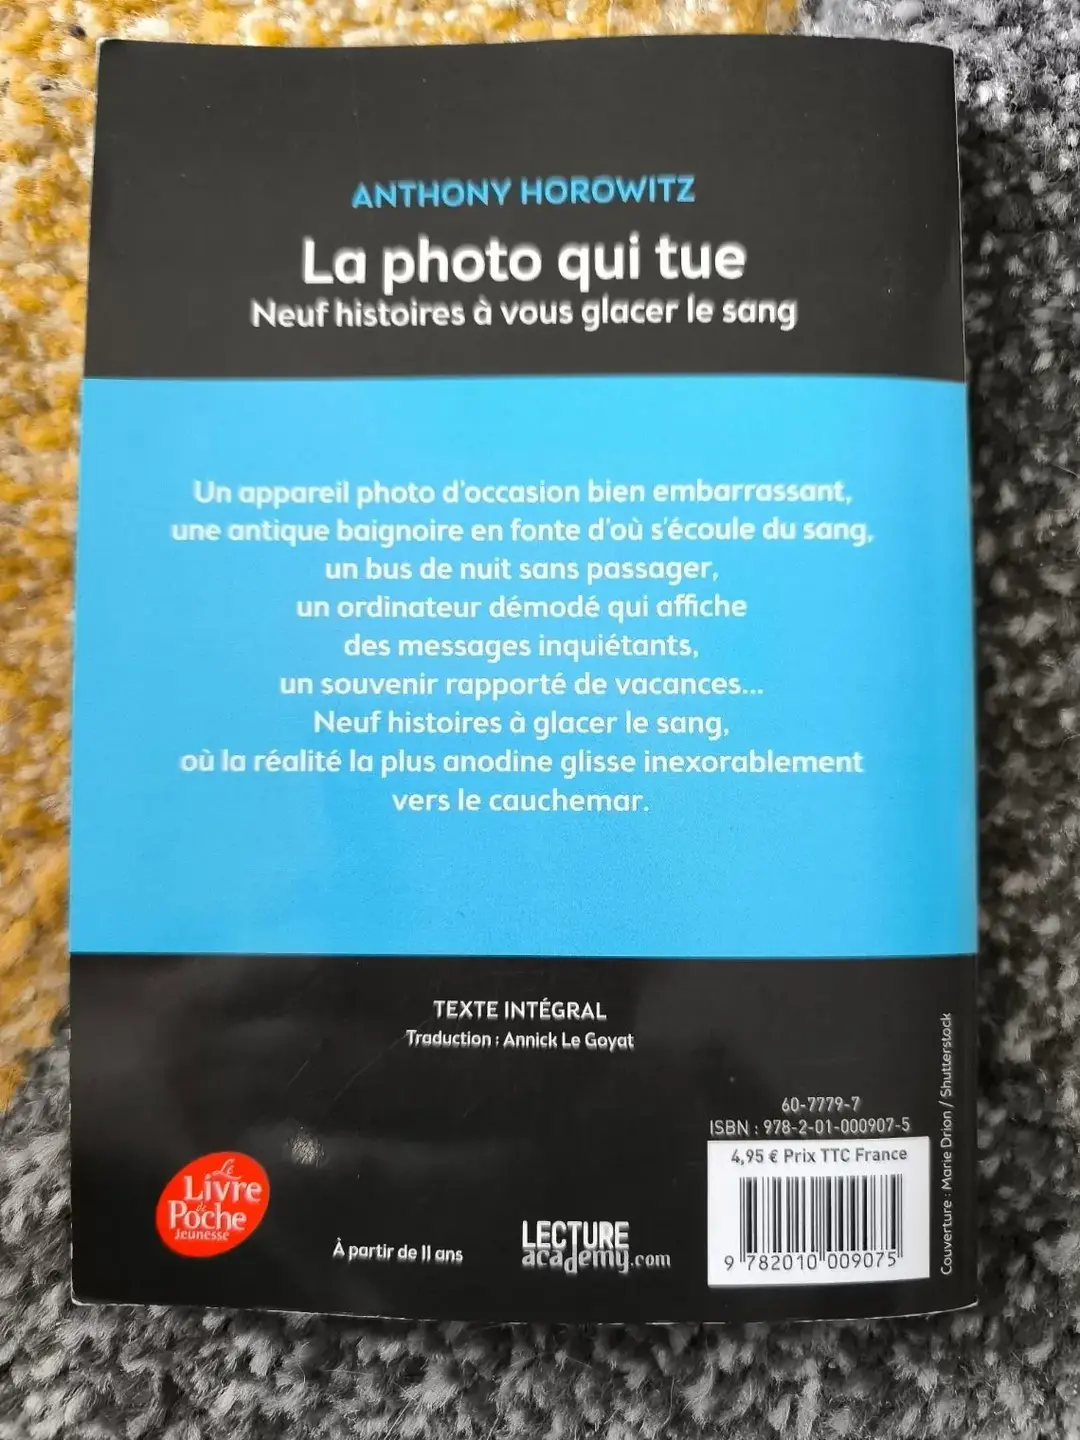 ANTHONY HOROWITZ
La photo qui tue
Neuf histoires à vous glacer le sang
Un appareil photo d'occasion bien embarrassant,
une antique baignoire en fonte d'où s'écoule du sang,
un bus de nuit sans passager,
un ordinateur démodé qui affiche
des messages inquiétants,
un souvenir rapporté de vacances...
Neuf histoires à glacer le sang,
où la réalité la plus anodine glisse inexorablement
vers le cauchemar.
TEXTE INTÉGRAL
Traduction : Annick Le Goyat
60-7779-7
ISBN : 978-2-01-000907-5
4,95 € Prix TTC France
9 782010 009075
Couverture : Marie Drion / Shutterstock
Le
Livre
de
Poche
Jeunesse
À partir de 11 ans
LECTURE
academy.com